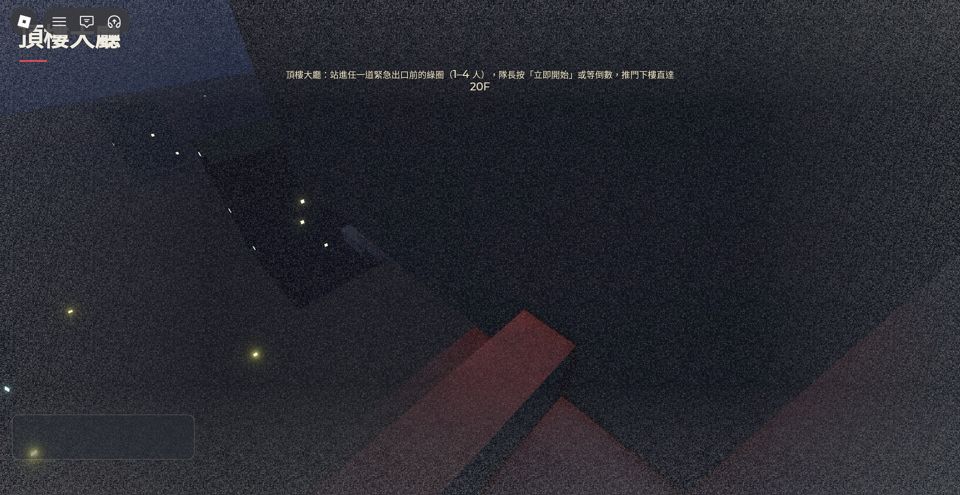 頂樓大廳
頂樓大廳：站進任一道緊急出口前的綠圈（1–4 人），隊長按「立即開始」或等倒數，推門下樓直達
20F